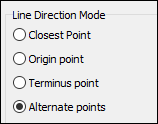 Line Direction Mode
Closest Point
Origin point
Terminus point
Alternate points